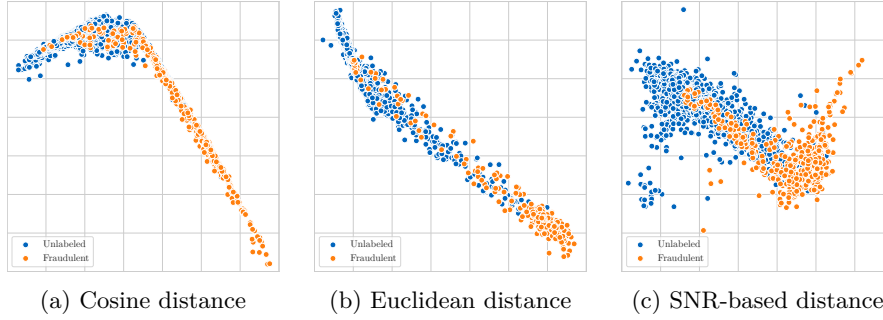 Unlabeled
Fraudulent
Unlabeled
Fraudulent
Unlabeled
Fraudulent
(a) Cosine distance
(b) Euclidean distance
(c) SNR-based distance